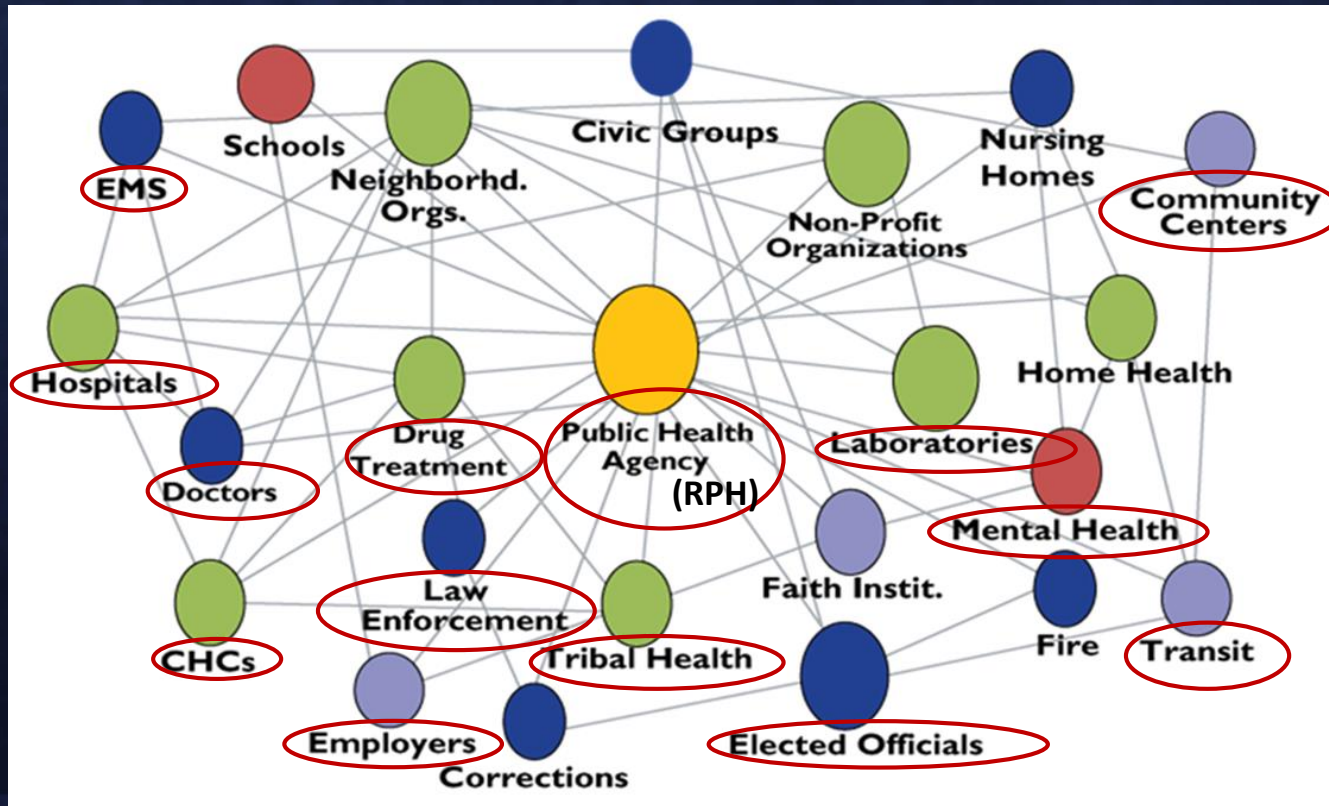 Civic Groups
Schools
Nursing
Homes
EMS
Neighborhd.
Orgs.
Community
Centers
Non-Profit
Organizations
Hospitals
Home Health
Drug
Treatment
Public Health
Agency
(RPH)
Laboratories
Doctors
Mental Health
Law
Enforcement
Faith Instit.
CHCs
Tribal Health
Fire
Transit
Employers
Elected Officials
Corrections